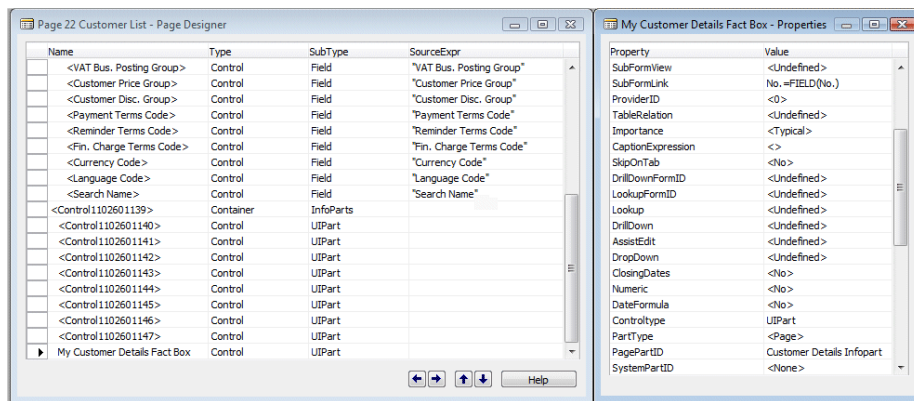 Page 22 Customer List - Page Designer
Name Type SubType SourceExpr
<VAT Bus. Posting Group> Control Field "VAT Bus. Posting Group"
<Customer Price Group> Control Field "Customer Price Group"
<Customer Disc. Group> Control Field "Customer Disc. Group"
<Payment Terms Code> Control Field "Payment Terms Code"
<Reminder Terms Code> Control Field "Reminder Terms Code"
<Fin. Charge Terms Code> Control Field "Fin. Charge Terms Code"
<Currency Code> Control Field "Currency Code"
<Language Code> Control Field "Language Code"
<Search Name> Control Field "Search Name"
<Control1102601139> Container InfoParts
<Control1102601140> Control UIPart
<Control1102601141> Control UIPart
<Control1102601142> Control UIPart
<Control1102601143> Control UIPart
<Control1102601144> Control UIPart
<Control1102601145> Control UIPart
<Control1102601146> Control UIPart
<Control1102601147> Control UIPart
My Customer Details Fact Box Control UIPart
Help
My Customer Details Fact Box - Properties
Property Value
SubFormView <Undefined>
SubFormLink No.=FIELD(No.)
ProviderID <0>
TableRelation <Undefined>
Importance <Typical>
CaptionExpression <>
SkipOnTab <No>
DrillDownFormID <Undefined>
LookupFormID <Undefined>
Lookup <Undefined>
DrillDown <Undefined>
AssistEdit <Undefined>
DropDown <Undefined>
ClosingDates <No>
Numeric <No>
DateFormula <No>
Controltype UIPart
PartType <Page>
PagePartID Customer Details Infopart
SystemPartID <None>